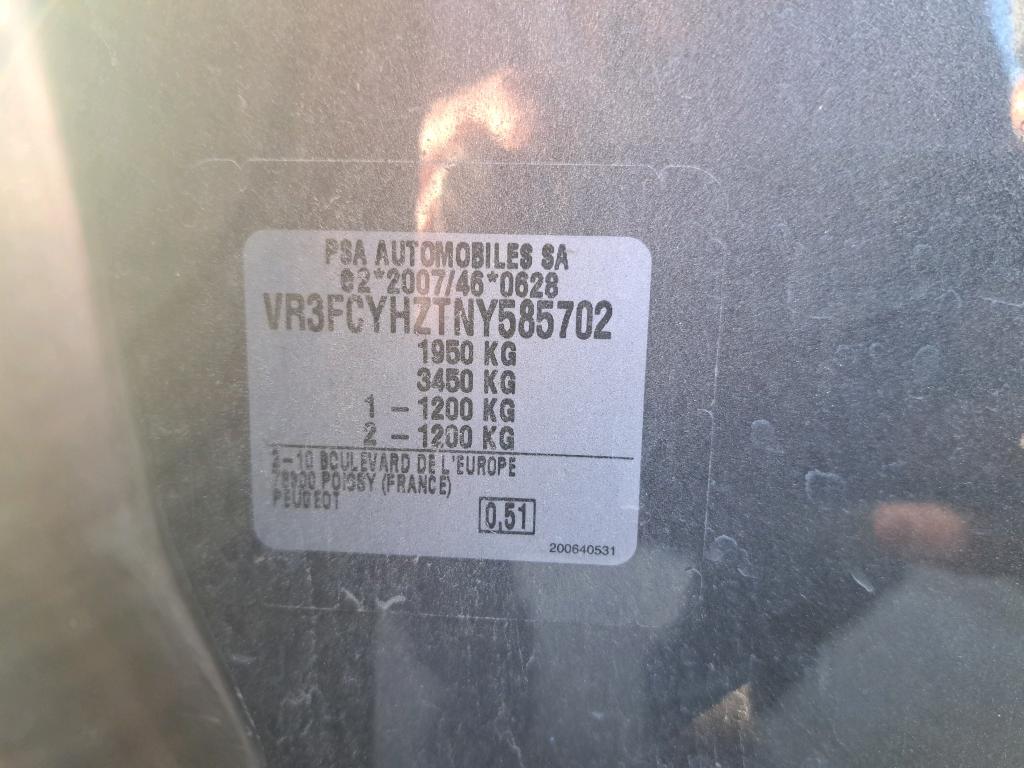 PSA AUTOMOBILES SA
e2*2007/46*0628
VR3FCYHZTNY585702
1950 KG
3450 KG
1 - 1200 KG
2 - 1200 KG
2-10 BOULEVARD DE L'EUROPE
78300 POISSY (FRANCE)
PEUGEOT
0,51
200640531